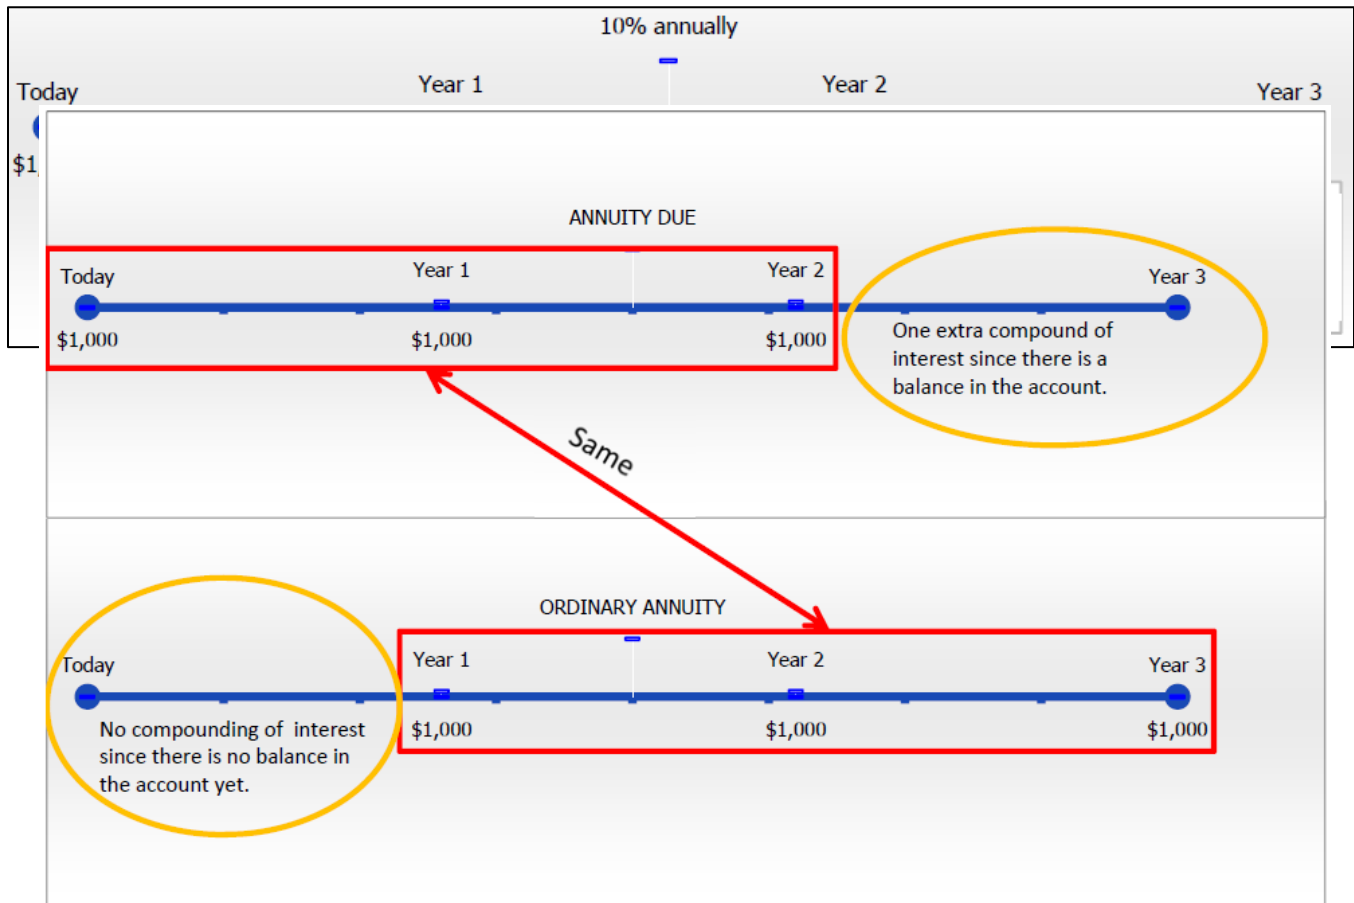 10% annually
Today Year 1 Year 2 Year 3
$1,
ANNUITY DUE
Today Year 1 Year 2 Year 3
$1,000 $1,000 $1,000
One extra compound of
interest since there is a
balance in the account.
Same
ORDINARY ANNUITY
Today Year 1 Year 2 Year 3
$1,000 $1,000 $1,000
No compounding of interest
since there is no balance in
the account yet.